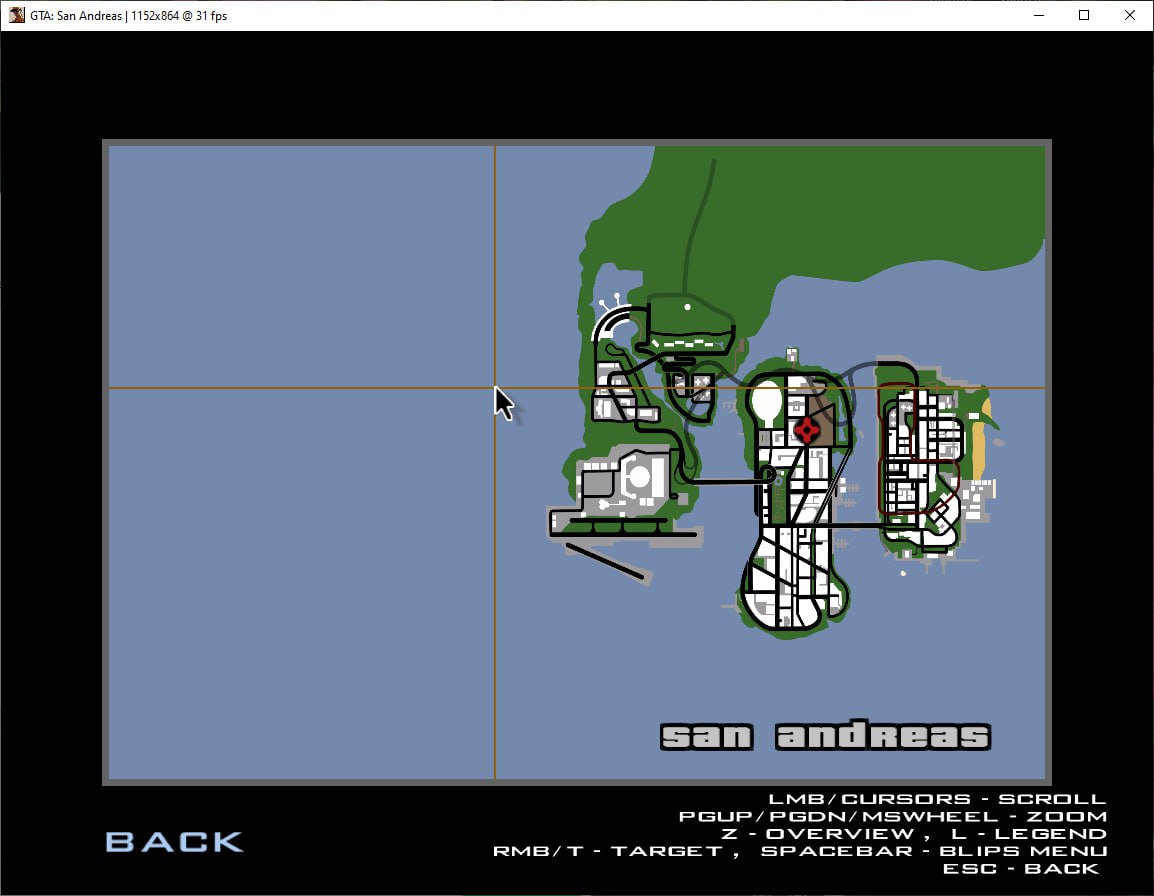 GTA: San Andreas | 1152x864 @ 31 fps
san andreas
LMB/CURSORS - SCROLL
PGUP/PGDN/MSWHEEL - ZOOM
Z - OVERVIEW , L - LEGEND
BACK
RMB/T - TARGET , SPACEBAR - BLIPS MENU
ESC - BACK